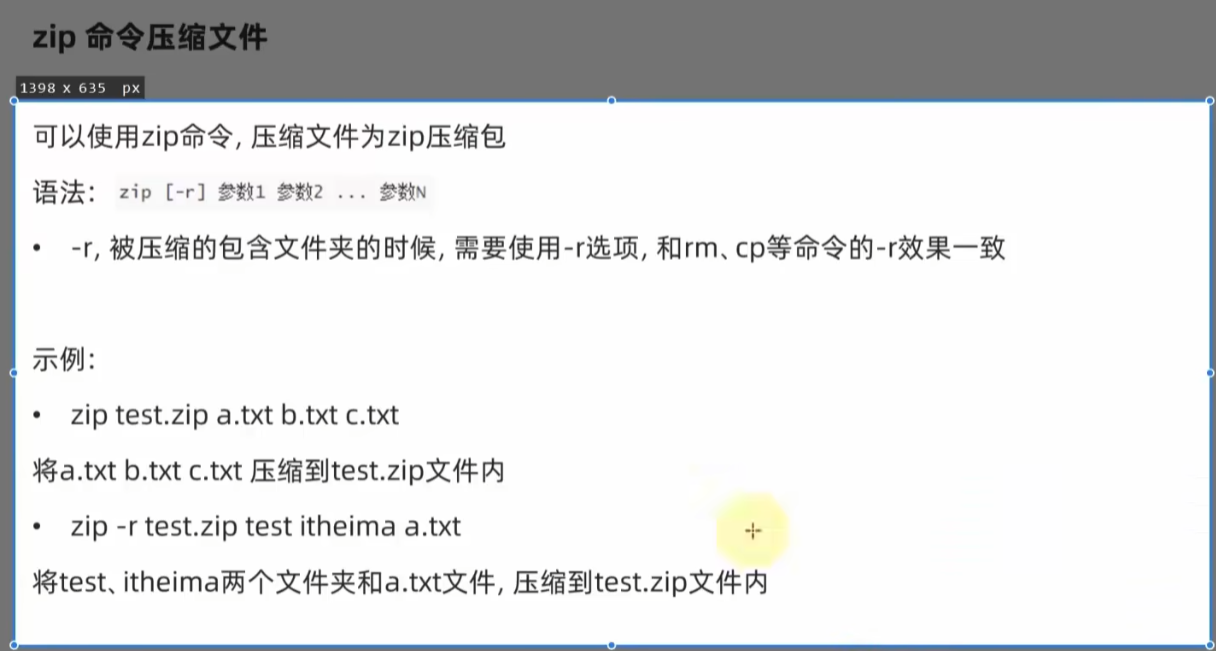 zip 命令压缩文件
1398 x 635 px
可以使用zip命令, 压缩文件为zip压缩包
语法: zip [-r] 参数1 参数2 ... 参数N
• -r, 被压缩的包含文件夹的时候, 需要使用-r选项, 和rm、cp等命令的-r效果一致
示例:
• zip test.zip a.txt b.txt c.txt
将a.txt b.txt c.txt 压缩到test.zip文件内
• zip -r test.zip test itheima a.txt
将test、itheima两个文件夹和a.txt文件, 压缩到test.zip文件内